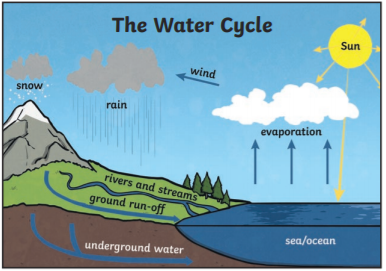 The Water Cycle
Sun
snow
wind
rain
evaporation
rivers and streams
ground run-off
sea/ocean
underground water